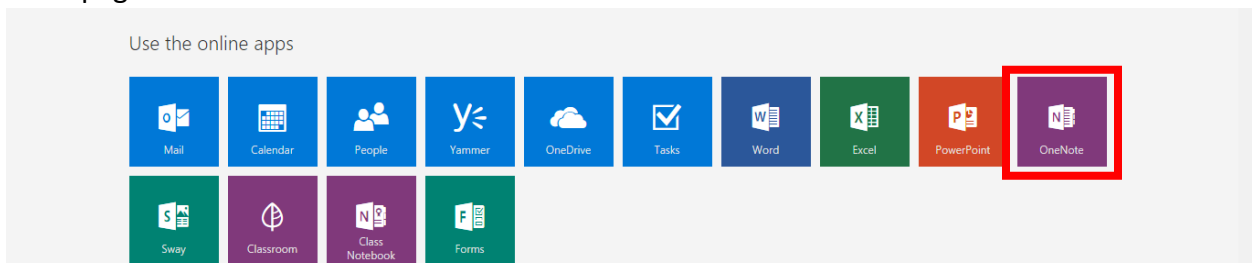 Use the online apps
Mail Calendar People Yammer OneDrive Tasks Word Excel PowerPoint OneNote
Sway Classroom Class Notebook Forms